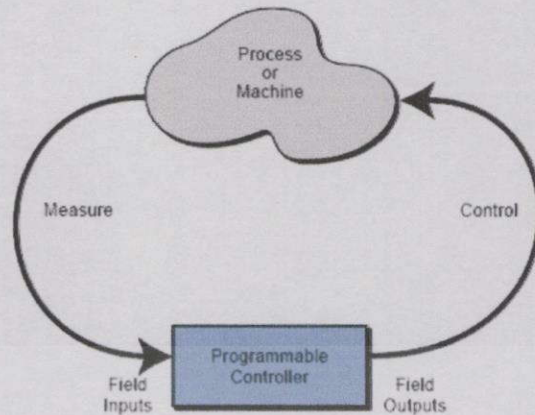 Process
or
Machine
Measure
Control
Programmable
Controller
Field
Inputs
Field
Outputs